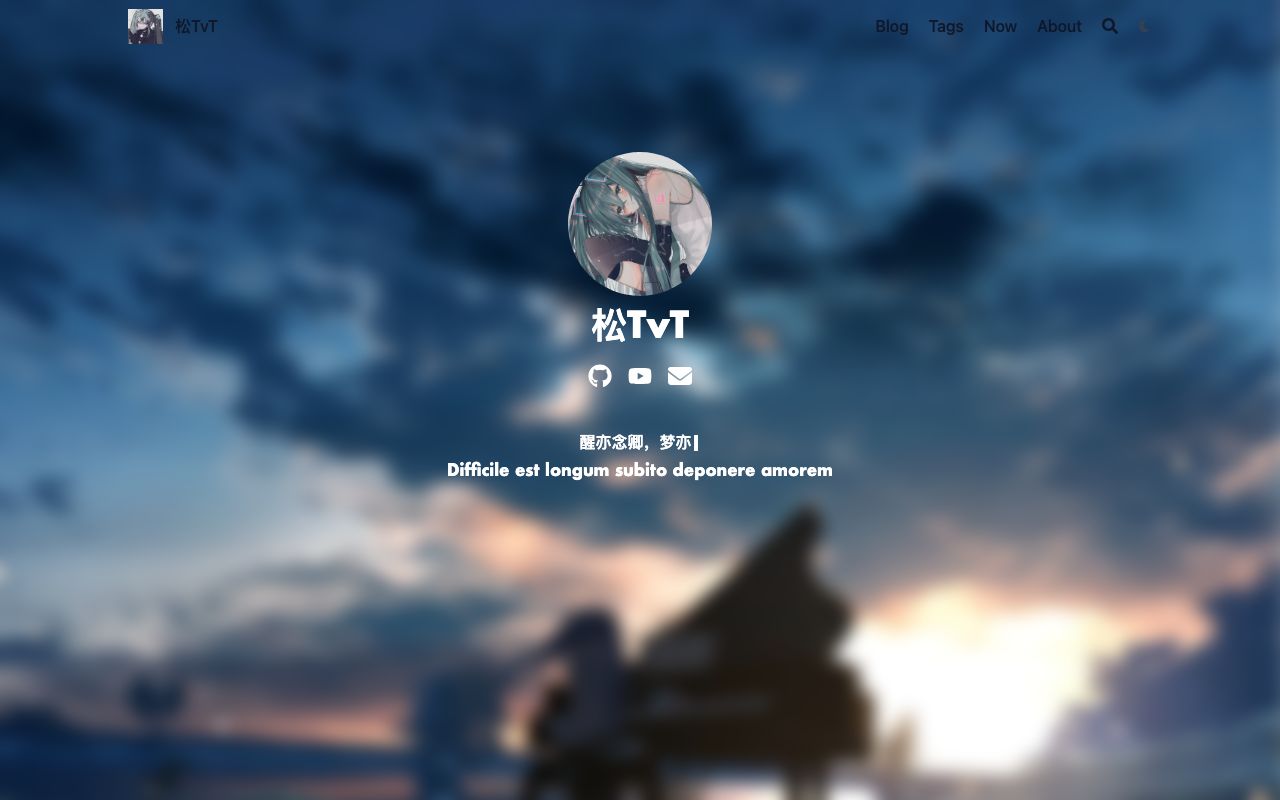 松TvT
Blog
Tags
Now
About
松TvT
醒亦念卿，梦亦
Difficile est longum subito deponere amorem